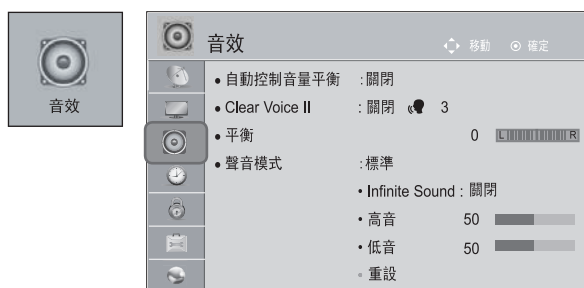 音效
音效
移動 確定
• 自動控制音量平衡 :關閉
• Clear Voice II : 關閉 3
• 平衡 0 L R
• 聲音模式 :標準
• Infinite Sound : 關閉
• 高音 50
• 低音 50
重設